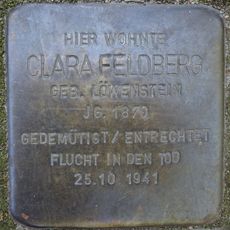 HIER WOHNTE
CLARA FELDBERG
GEB. LÖWENSTEIN
JG. 1870
GEDEMÜTIGT / ENTRECHTET
FLUCHT IN DEN TOD
25.10.1941